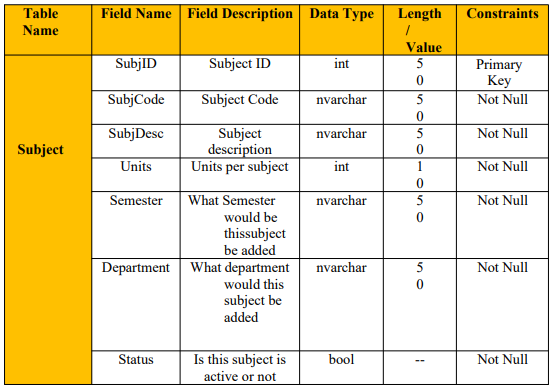 Table Name Field Name Field Description Data Type Length / Value Constraints
Subject
SubjID Subject ID int 5 0 Primary Key
SubjCode Subject Code nvarchar 5 0 Not Null
SubjDesc Subject description nvarchar 5 0 Not Null
Units Units per subject int 1 0 Not Null
Semester What Semester would be thissubject be added nvarchar 5 0 Not Null
Department What department would this subject be added nvarchar 5 0 Not Null
Status Is this subject is active or not bool -- Not Null